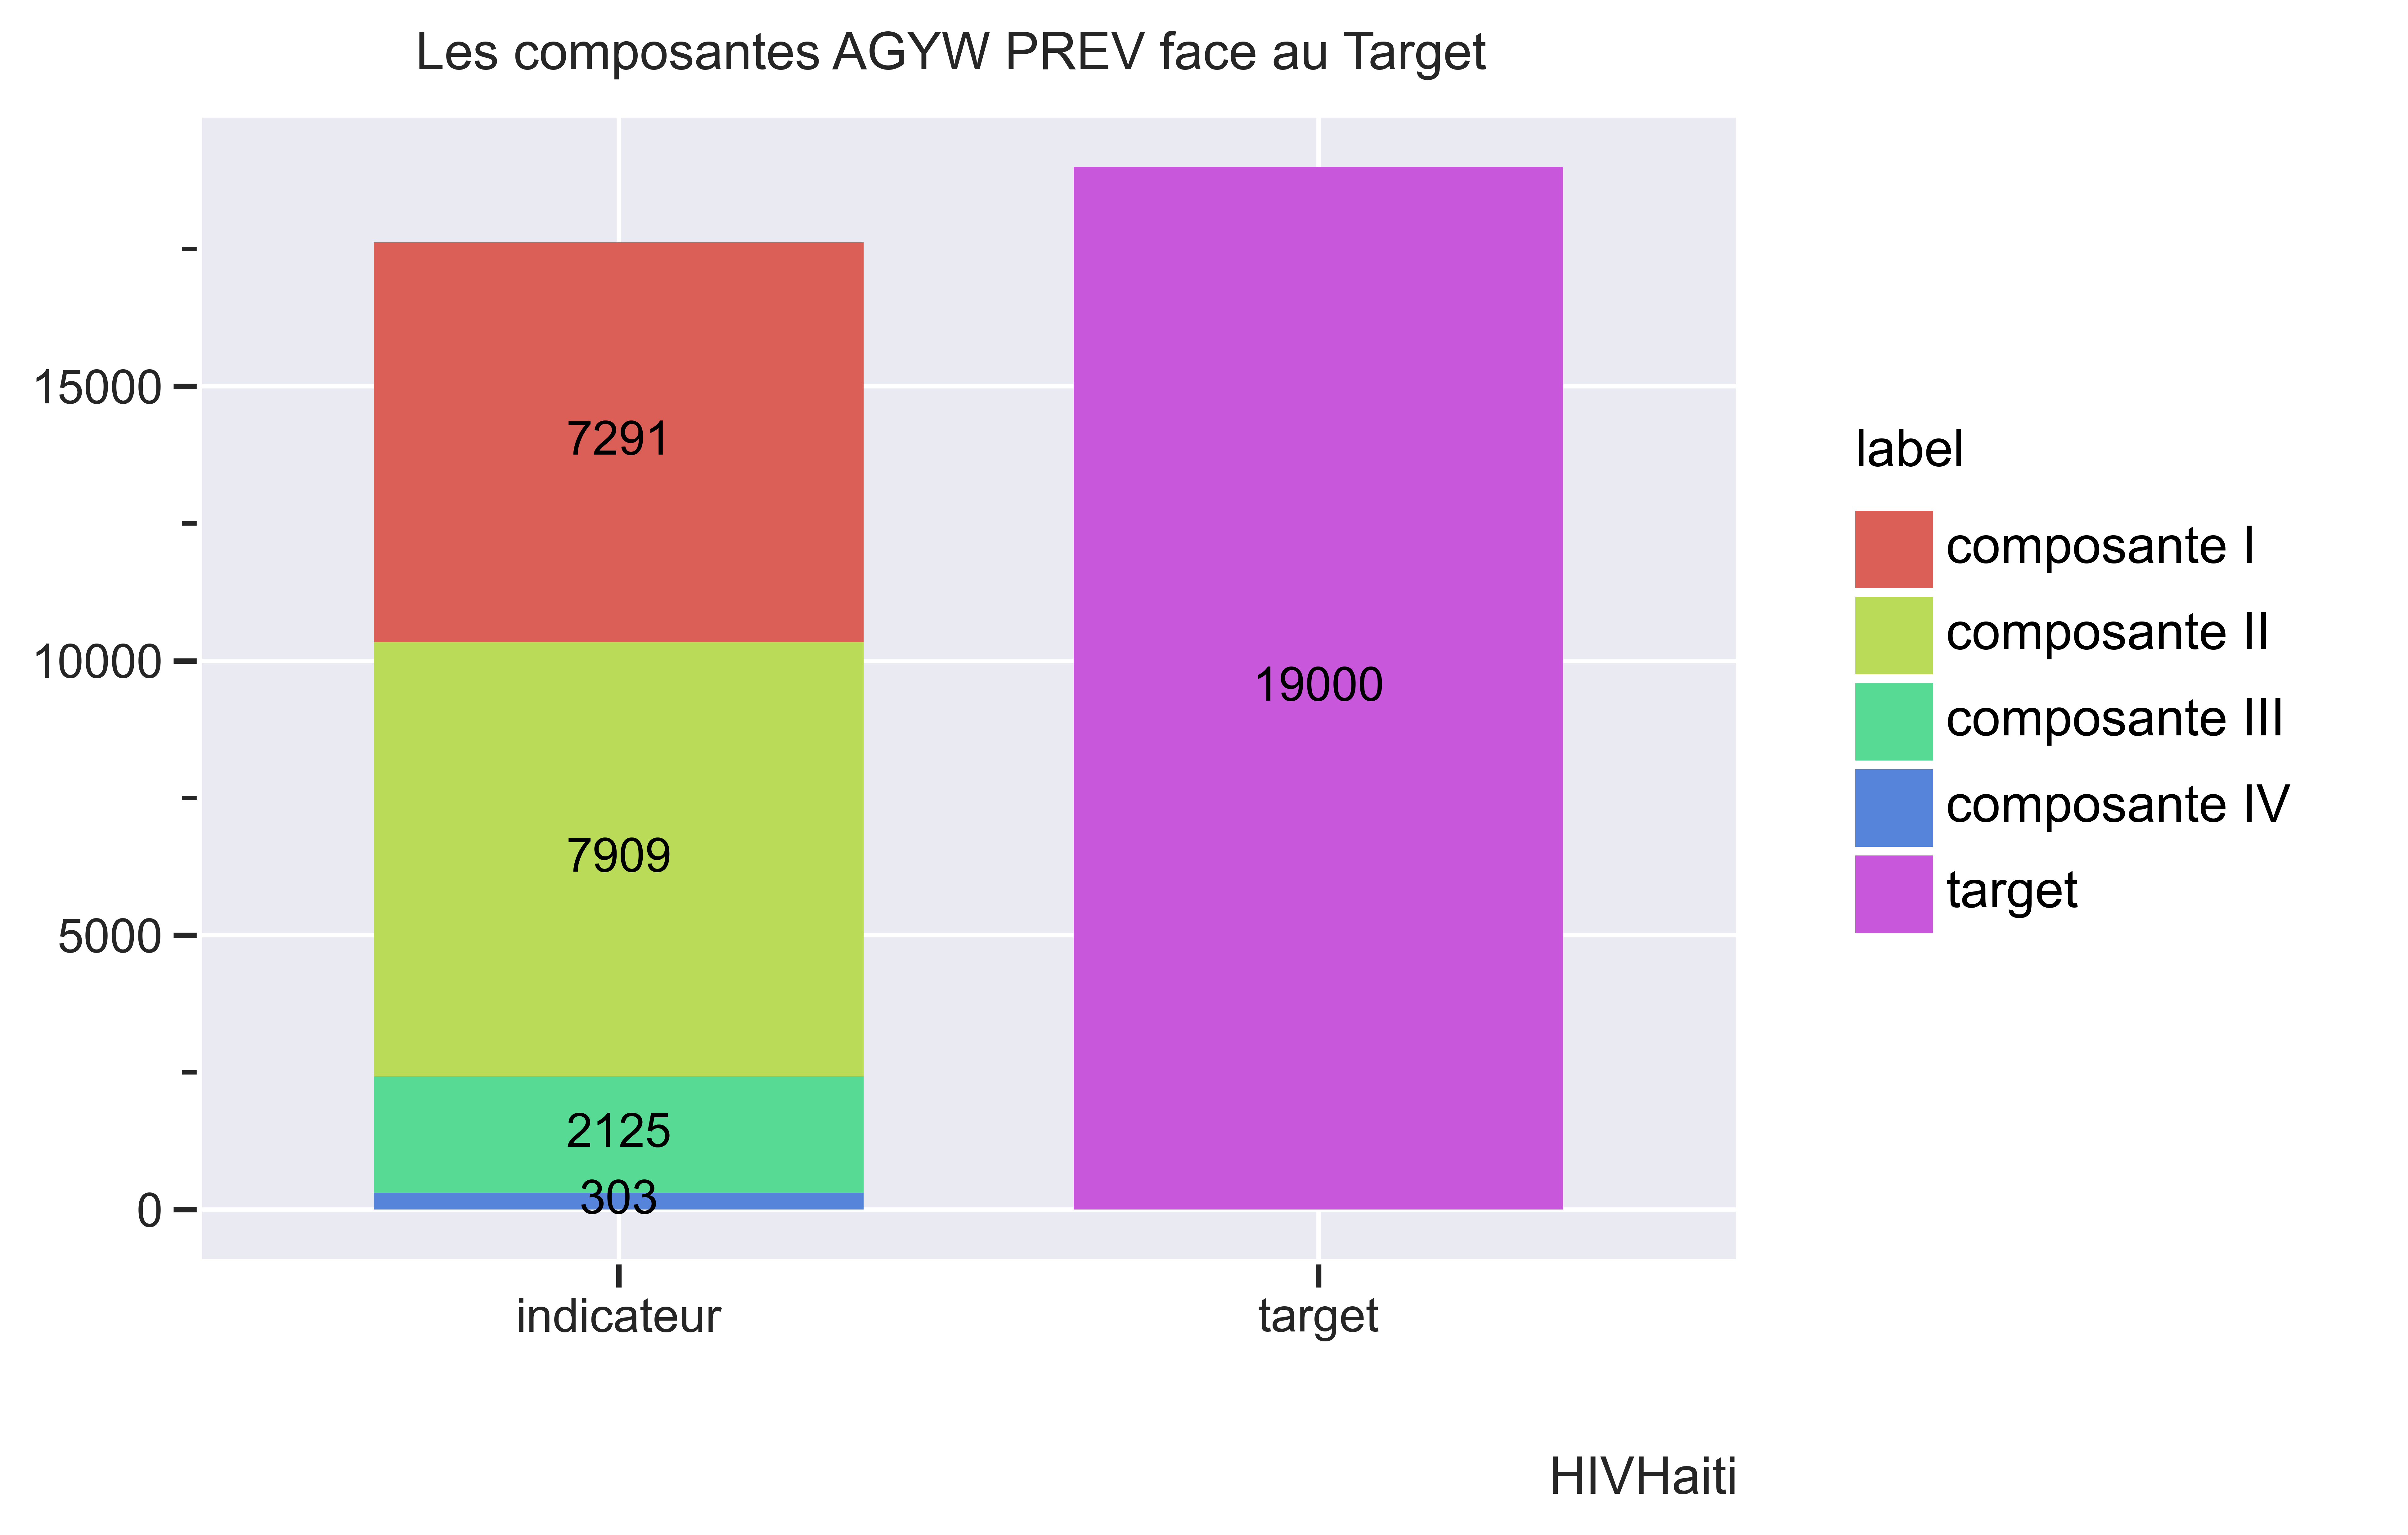 Les composantes AGYW PREV face au Target
15000
10000
5000
0
7291
7909
2125
303
19000
indicateur
target
label
composante I
composante II
composante III
composante IV
target
HIVHaiti